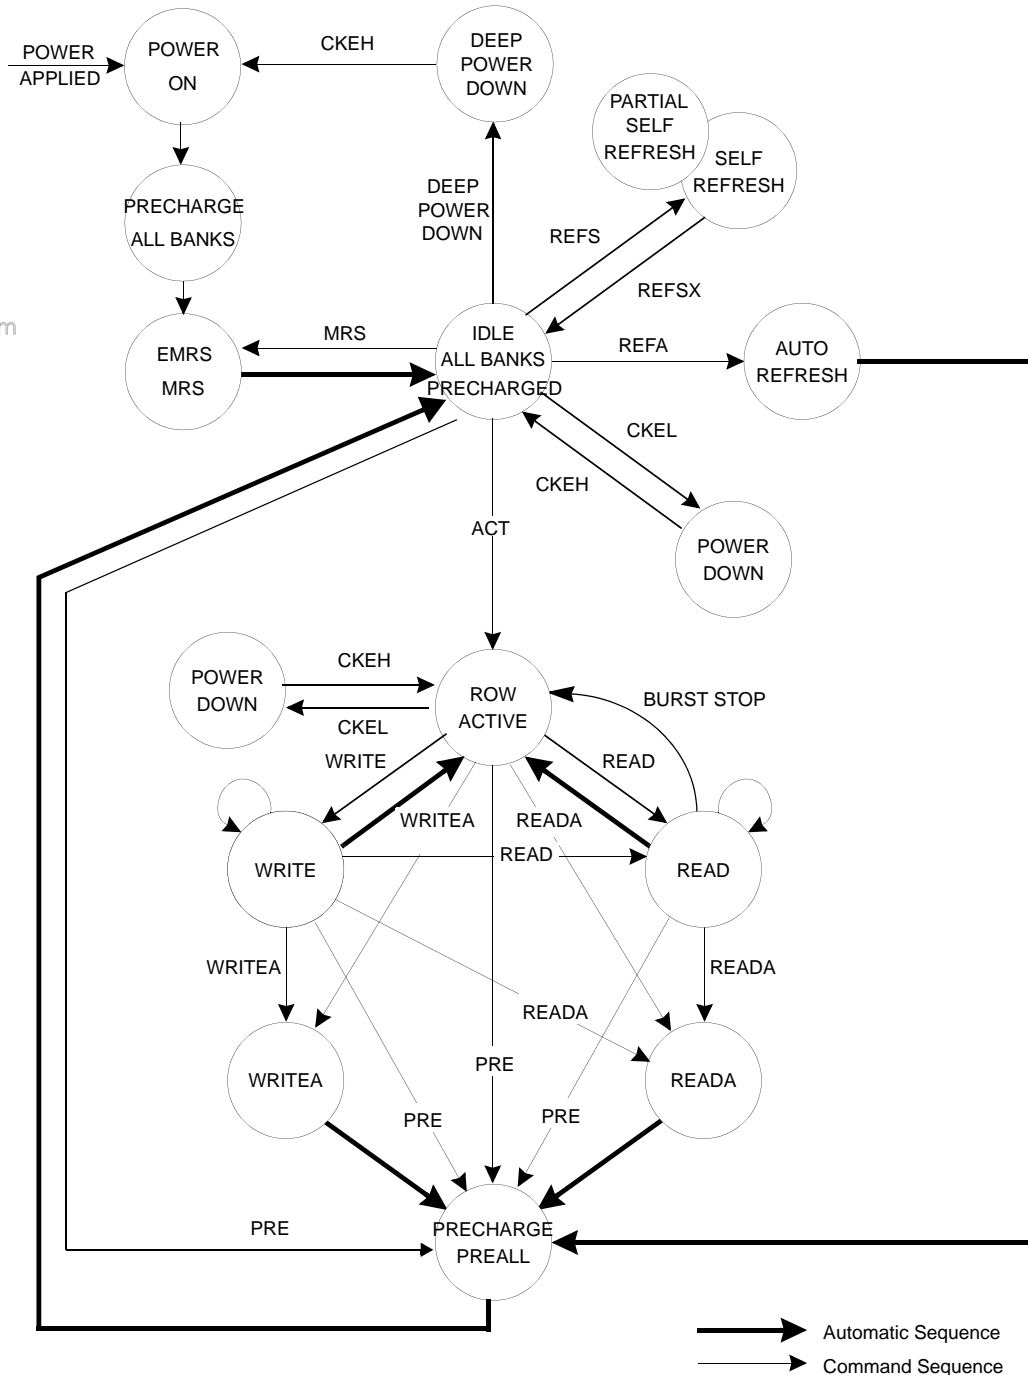 POWER
APPLIED
POWER
ON
CKEH
DEEP
POWER
DOWN
PARTIAL
SELF
REFRESH
SELF
REFRESH
PRECHARGE
ALL BANKS
DEEP
POWER
DOWN
REFS
REFSX
m
EMRS
MRS
MRS
IDLE
ALL BANKS
PRECHARGED
REFA
AUTO
REFRESH
CKEL
CKEH
ACT
POWER
DOWN
POWER
DOWN
CKEH
CKEL
ROW
ACTIVE
BURST STOP
WRITE
READ
WRITEA
READA
WRITE
READ
READ
WRITEA
READA
READA
WRITEA
PRE
READA
PRE
PRE
PRE
PRECHARGE
PREALL
Automatic Sequence
Command Sequence